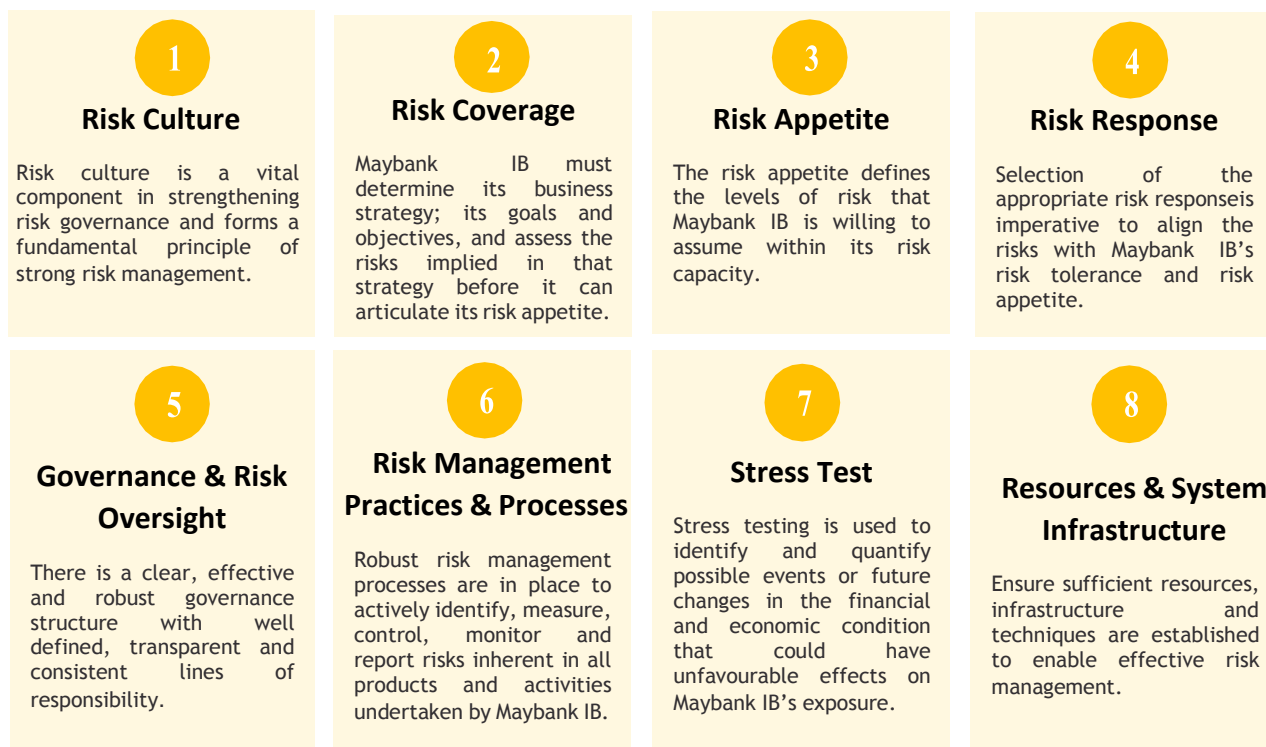 1
Risk Culture
Risk culture is a vital
component in strengthening
risk governance and forms a
fundamental principle of
strong risk management.
2
Risk Coverage
Maybank IB must
determine its business
strategy; its goals and
objectives, and assess the
risks implied in that
strategy before it can
articulate its risk appetite.
3
Risk Appetite
The risk appetite defines
the levels of risk that
Maybank IB is willing to
assume within its risk
capacity.
4
Risk Response
Selection of the
appropriate risk responseis
imperative to align the
risks with Maybank IB's
risk tolerance and risk
appetite.
5
Governance & Risk
Oversight
There is a clear, effective
and robust governance
structure with well
defined, transparent and
consistent lines of
responsibility.
6
Risk Management
Practices & Processes
Robust risk management
processes are in place to
actively identify, measure,
control, monitor and
report risks inherent in all
products and activities
undertaken by Maybank IB.
7
Stress Test
Stress testing is used to
identify and quantify
possible events or future
changes in the financial
and economic condition
that could have
unfavourable effects on
Maybank IB's exposure.
8
Resources & System
Infrastructure
Ensure sufficient resources,
infrastructure and
techniques are established
to enable effective risk
management.